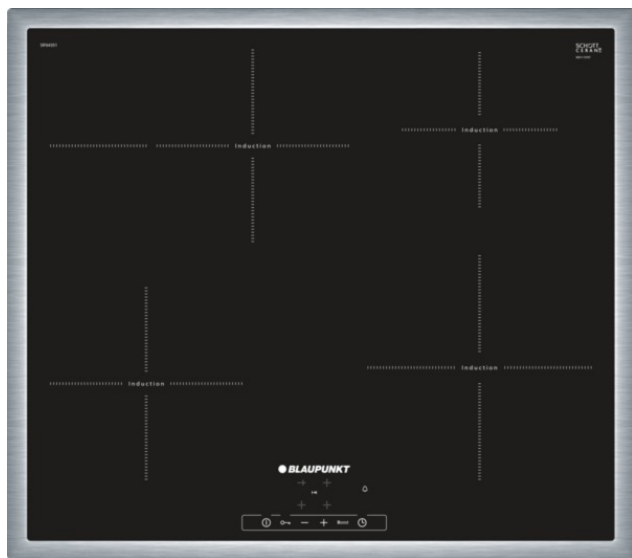 SCHOTT
CERAN®
Induction
Induction
Induction
Induction
BLAUPUNKT
Boost